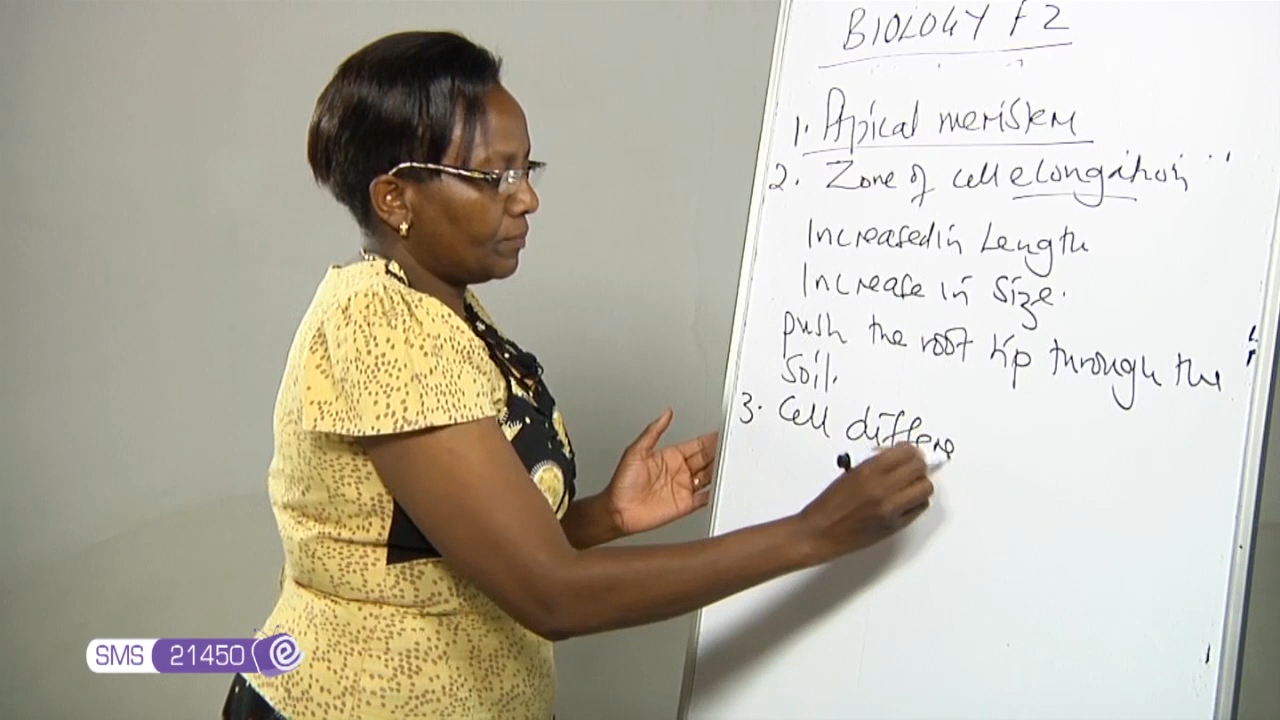 BIOLOGY F2
1. Apical meristem
2. Zone of cell elongation
Increased in Length
Increase in Size.
push the root tip through the
Soil.
3. Cell differe
SMS 21450